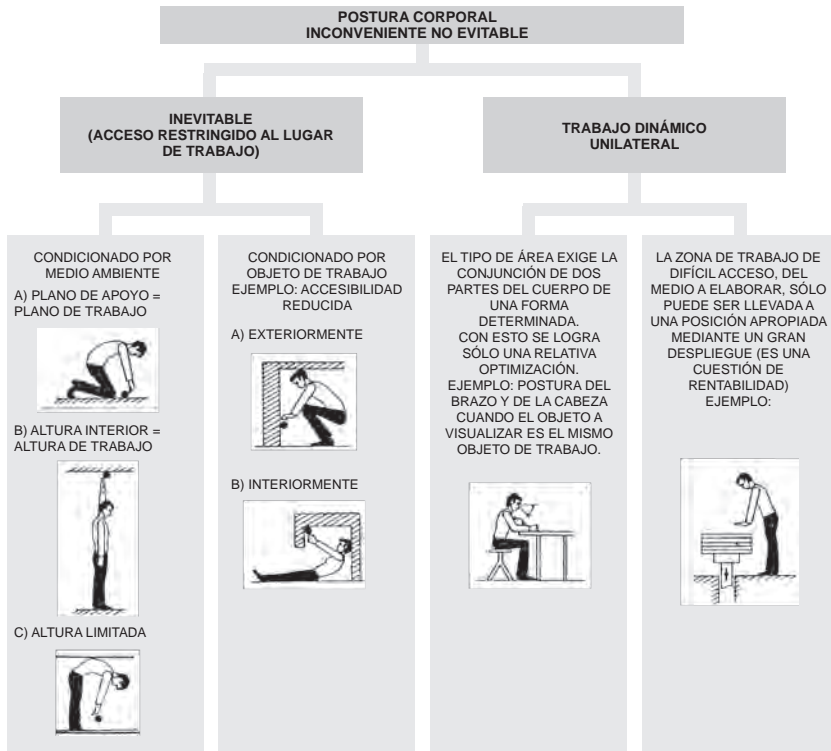 POSTURA CORPORAL
INCONVENIENTE NO EVITABLE
INEVITABLE
(ACCESO RESTRINGIDO AL LUGAR
DE TRABAJO)
TRABAJO DINÁMICO
UNILATERAL
CONDICIONADO POR
MEDIO AMBIENTE
A) PLANO DE APOYO =
PLANO DE TRABAJO
B) ALTURA INTERIOR =
ALTURA DE TRABAJO
C) ALTURA LIMITADA
CONDICIONADO POR
OBJETO DE TRABAJO
EJEMPLO: ACCESIBILIDAD
REDUCIDA
A) EXTERIORMENTE
B) INTERIORMENTE
EL TIPO DE ÁREA EXIGE LA
CONJUNCIÓN DE DOS
PARTES DEL CUERPO DE
UNA FORMA
DETERMINADA.
CON ESTO SE LOGRA
SÓLO UNA RELATIVA
OPTIMIZACIÓN.
EJEMPLO: POSTURA DEL
BRAZO Y DE LA CABEZA
CUANDO EL OBJETO A
VISUALIZAR ES EL MISMO
OBJETO DE TRABAJO.
LA ZONA DE TRABAJO DE
DIFÍCIL ACCESO, DEL
MEDIO A ELABORAR, SÓLO
PUEDE SER LLEVADA A
UNA POSICIÓN APROPIADA
MEDIANTE UN GRAN
DESPLIEGUE (ES UNA
CUESTIÓN DE
RENTABILIDAD)
EJEMPLO: